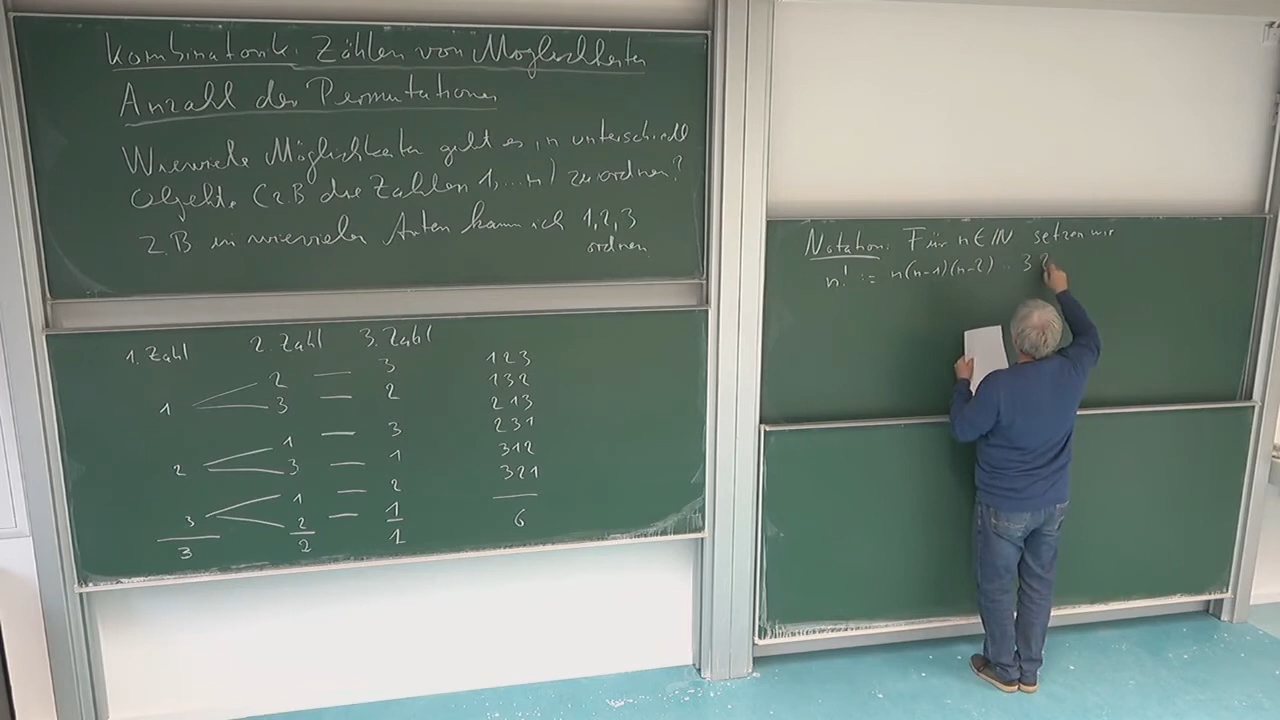 Kombinatorik: Zählen von Möglichkeiten
Anzahl der Permutationen
Wieviele Möglichkeiten gibt es n unterschiedl
Objekte (z.B die Zahlen 1,...n) zu ordnen?
Z.B in wievielen Arten kann ich 1,2,3
ordnen.
1. Zahl 2. Zahl 3. Zahl
2 — 3
1
3 — 2
1 — 3
2
3 — 1
1 — 2
3
2 — 1
3 2 1
123
132
213
231
312
321
6
Notation: Für n ∈ ℕ setzen wir
n! := n(n-1)(n-2) .. 3 2